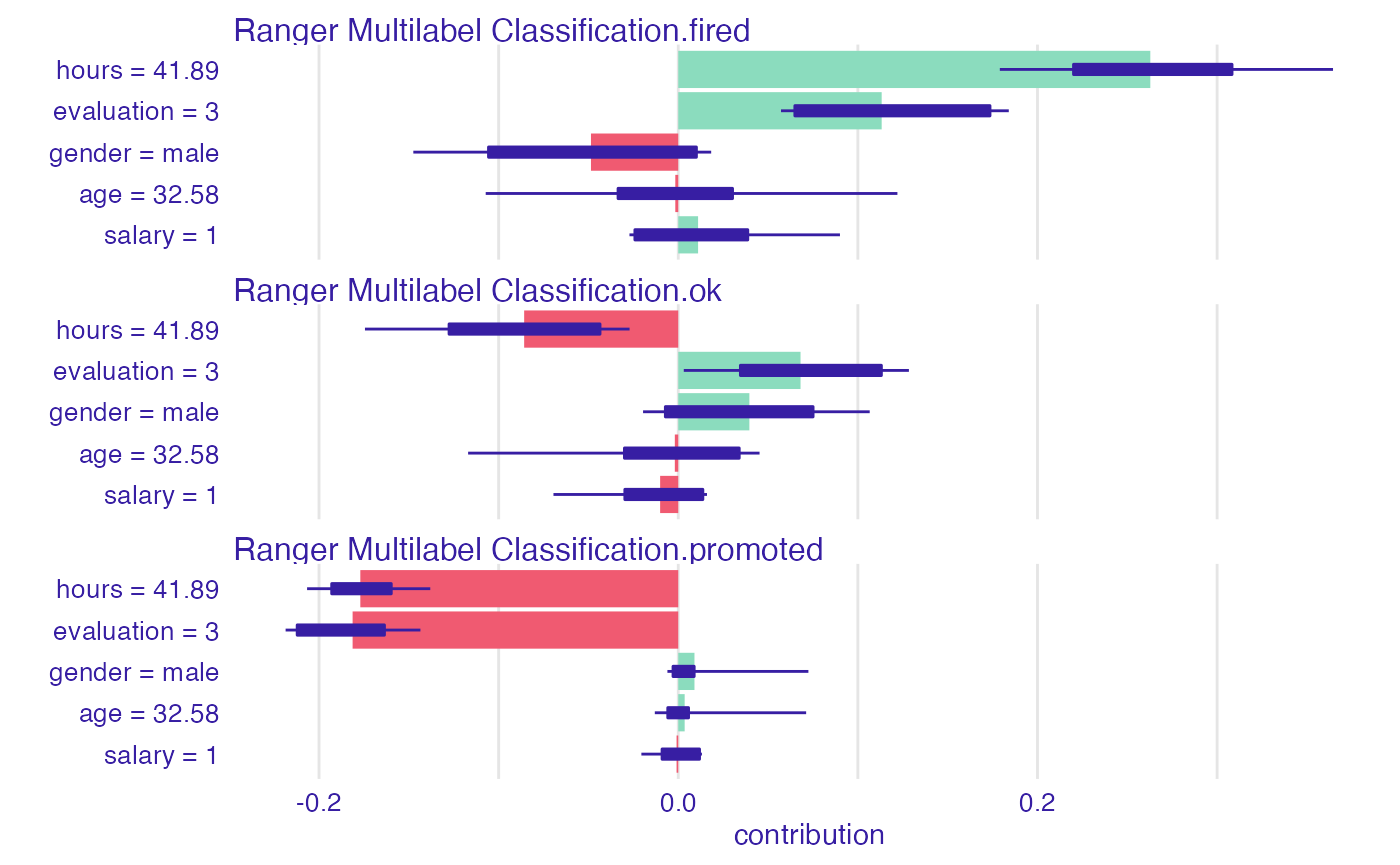 Ranger Multilabel Classification.fired
hours = 41.89
evaluation = 3
gender = male
age = 32.58
salary = 1
Ranger Multilabel Classification.ok
hours = 41.89
evaluation = 3
gender = male
age = 32.58
salary = 1
Ranger Multilabel Classification.promoted
hours = 41.89
evaluation = 3
gender = male
age = 32.58
salary = 1
-0.2 0.0 0.2
contribution